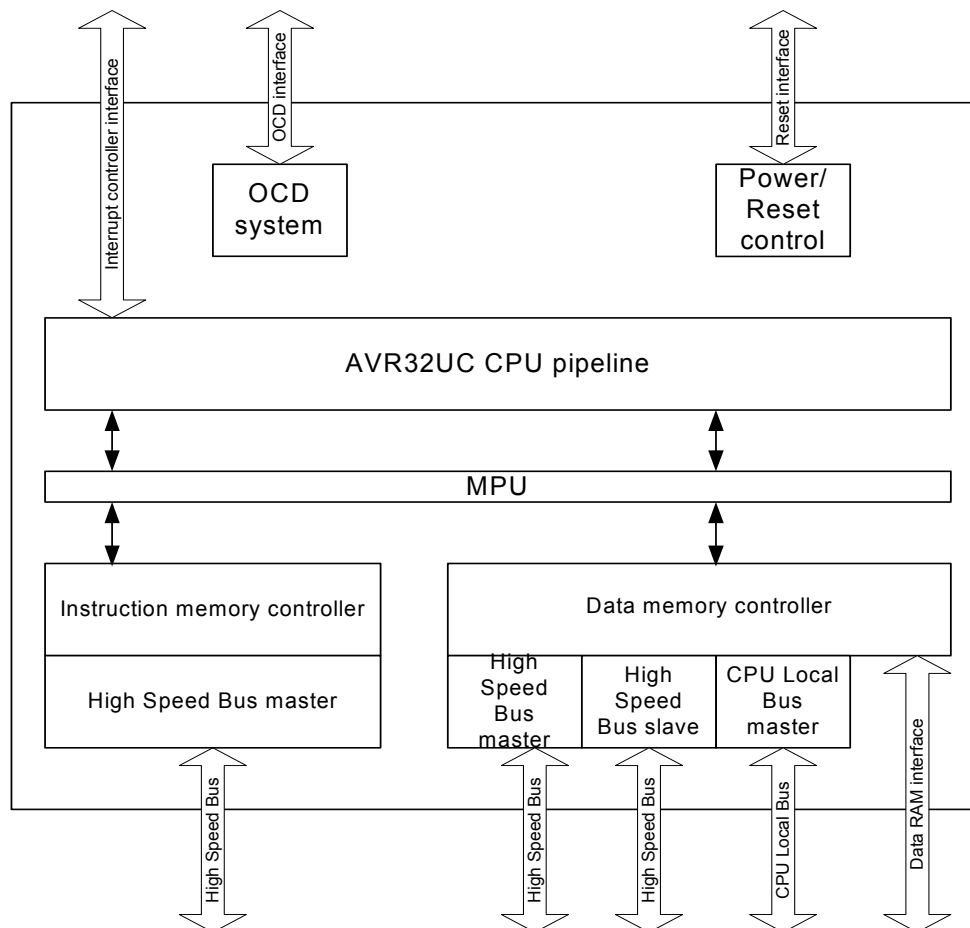 Interrupt controller interface
OCD interface
Reset interface
OCD
system
Power/
Reset
control
AVR32UC CPU pipeline
MPU
Instruction memory controller
Data memory controller
High Speed Bus master
High
Speed
Bus
master
High
Speed
Bus slave
CPU Local
Bus
master
High Speed Bus
High Speed Bus
High Speed Bus
CPU Local Bus
Data RAM interface